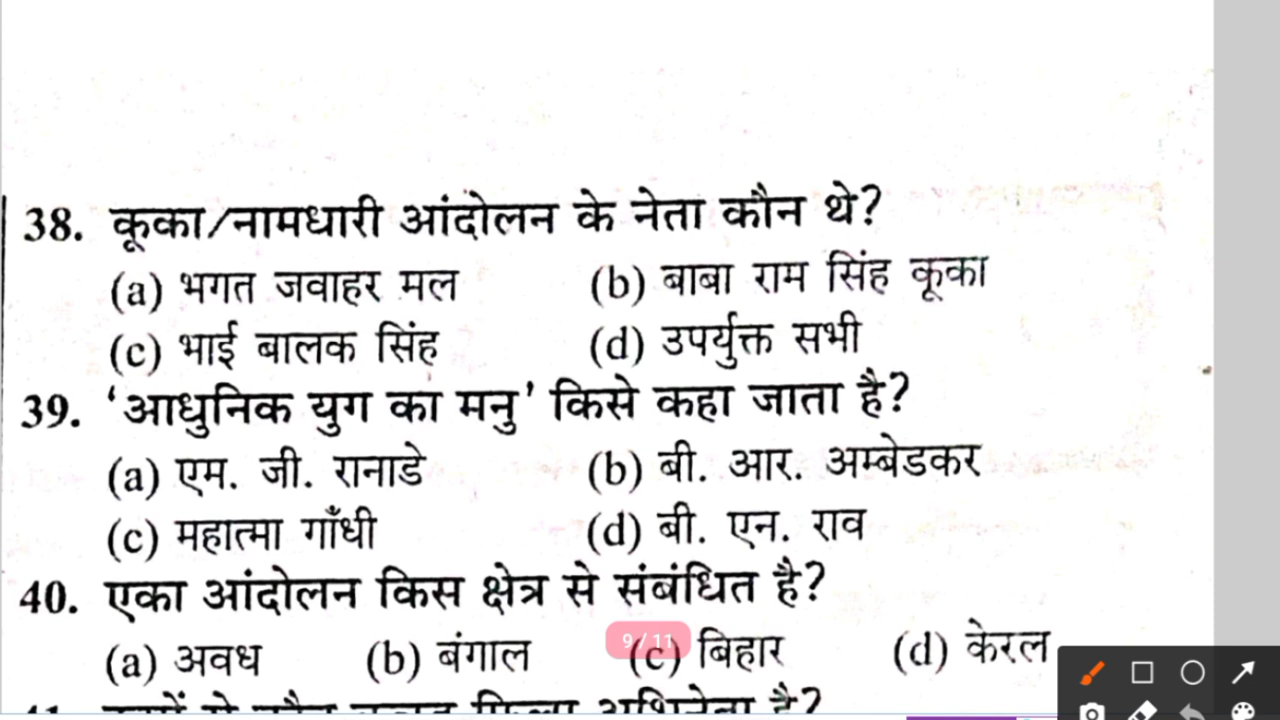 38. कूका/नामधारी आंदोलन के नेता कौन थे?
(a) भगत जवाहर मल (b) बाबा राम सिंह कूका
(c) भाई बालक सिंह (d) उपर्युक्त सभी
39. 'आधुनिक युग का मनु' किसे कहा जाता है?
(a) एम. जी. रानाडे (b) बी. आर. अम्बेडकर
(c) महात्मा गाँधी (d) बी. एन. राव
40. एका आंदोलन किस क्षेत्र से संबंधित है?
9/11
(a) अवध (b) बंगाल (c) बिहार (d) केरल